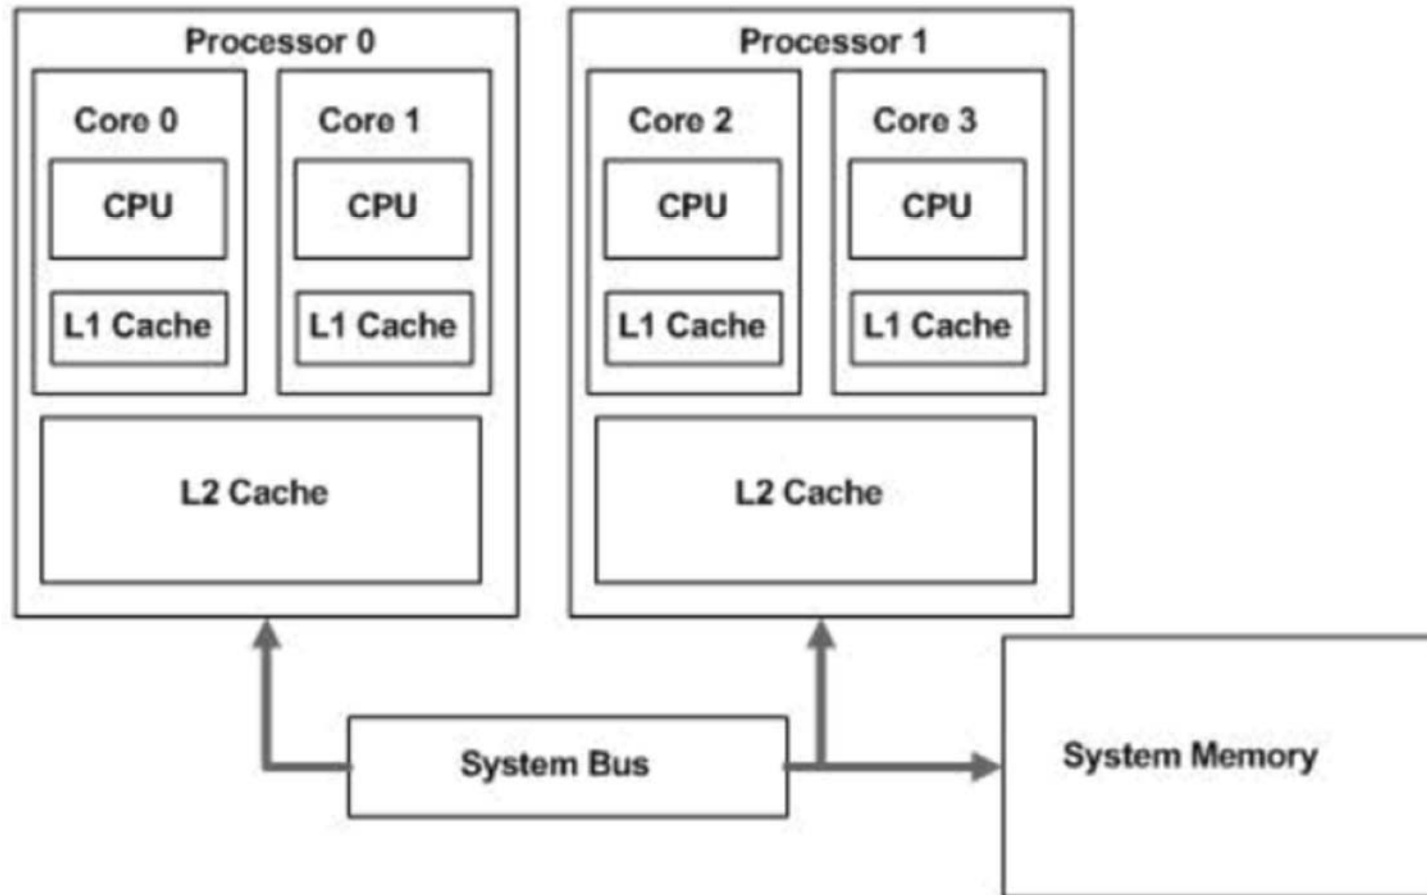 Processor 0
Core 0
CPU
L1 Cache
Core 1
CPU
L1 Cache
L2 Cache
Processor 1
Core 2
CPU
L1 Cache
Core 3
CPU
L1 Cache
L2 Cache
System Bus
System Memory